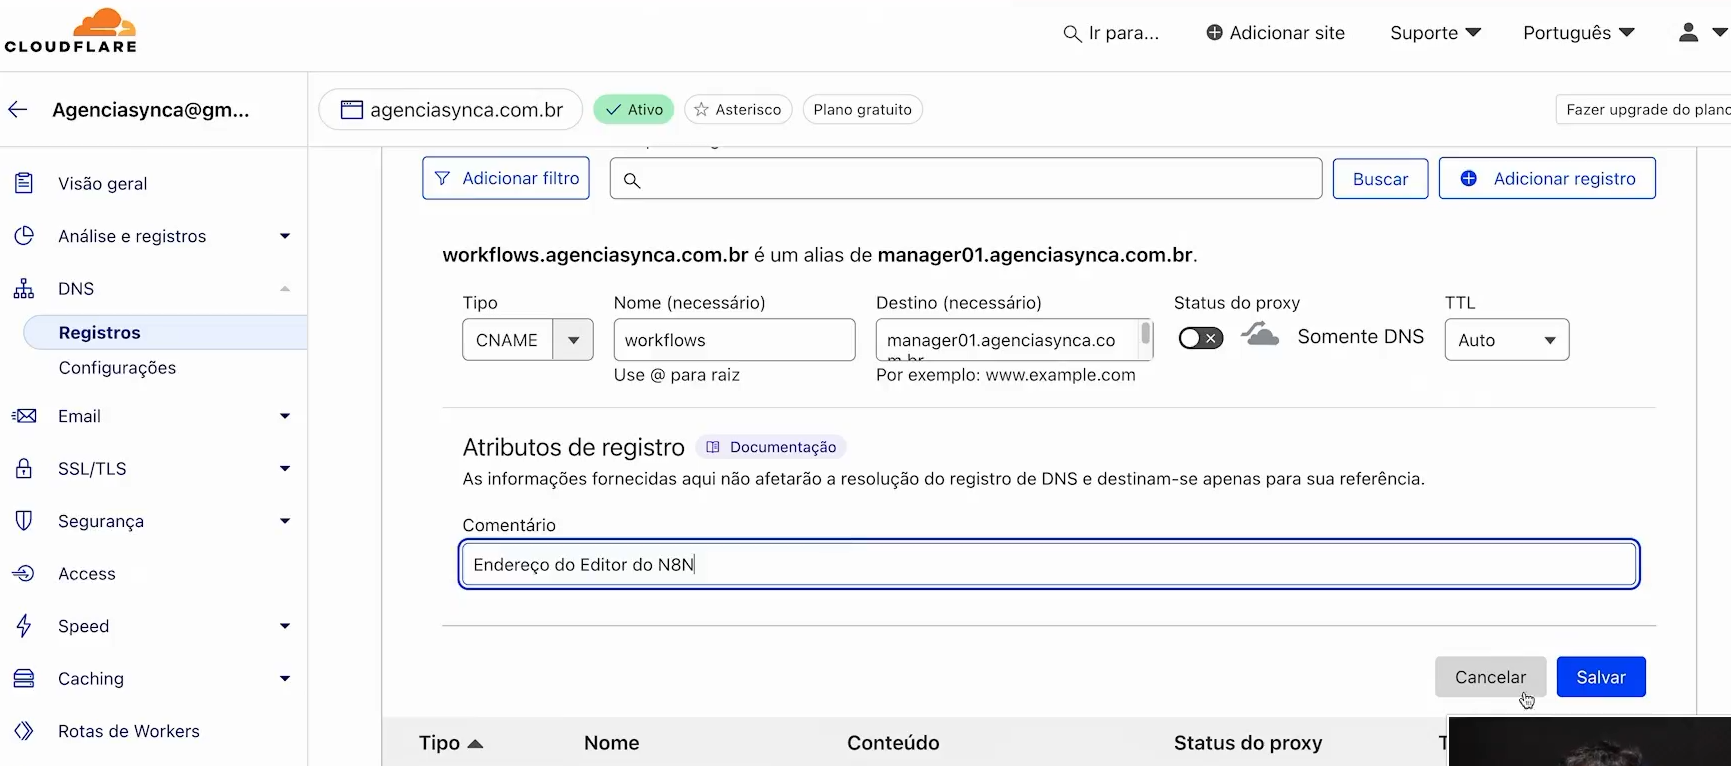 CLOUDFLARE
Ir para...
Adicionar site
Suporte
Português
Agenciasynca@gm...
agenciasynca.com.br
Ativo
Asterisco
Plano gratuito
Fazer upgrade do plano
Visão geral
Análise e registros
DNS
Registros
Configurações
Email
SSL/TLS
Segurança
Access
Speed
Caching
Rotas de Workers
Adicionar filtro
Buscar
Adicionar registro
workflows.agenciasynca.com.br é um alias de manager01.agenciasynca.com.br.
Tipo
Nome (necessário)
Destino (necessário)
Status do proxy
TTL
CNAME
workflows
manager01.agenciasynca.co
m.br
Somente DNS
Auto
Use @ para raiz
Por exemplo: www.example.com
Atributos de registro
Documentação
As informações fornecidas aqui não afetarão a resolução do registro de DNS e destinam-se apenas para sua referência.
Comentário
Endereço do Editor do N8N
Cancelar
Salvar
Tipo
Nome
Conteúdo
Status do proxy